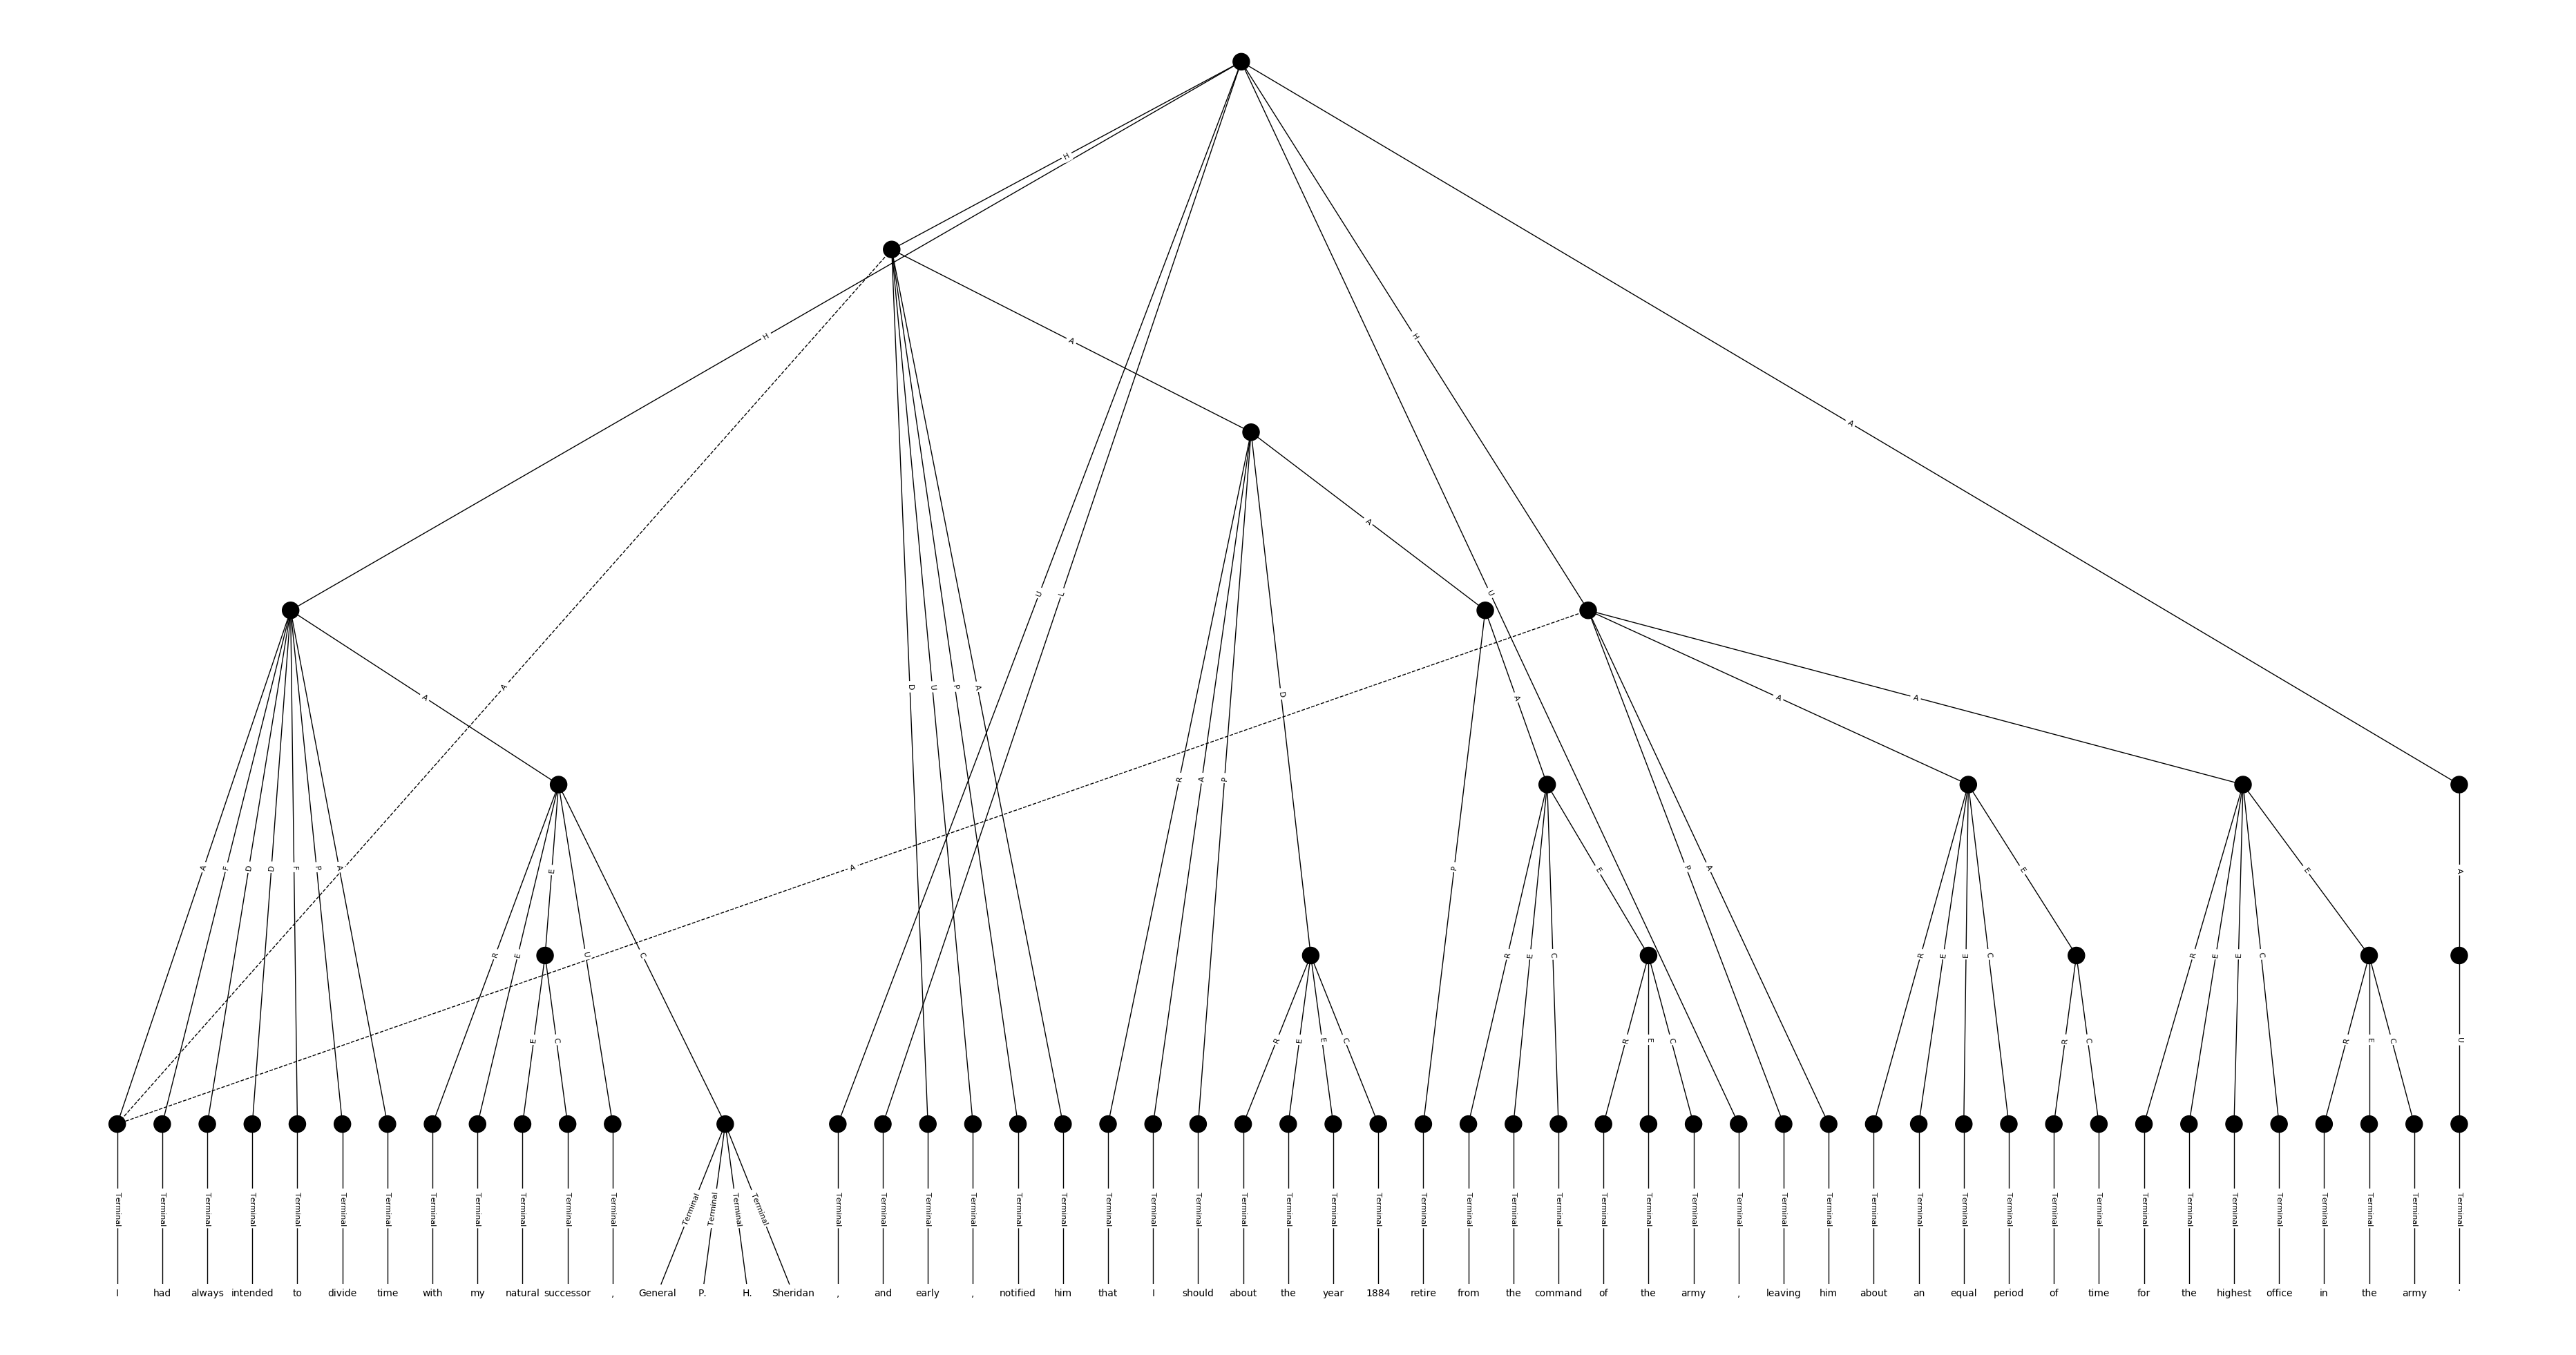 H
H
H
A
A
A
U
L
U
A
D
U
P
A
A
R
A
P
D
A
A
A
A
F
D
D
F
P
A
A
E
P
E
P
A
E
E
A
R
E
U
C
R
E
C
R
E
E
C
R
E
E
C
E
C
R
E
E
C
R
E
C
R
C
R
E
C
U
Terminal Terminal Terminal Terminal Terminal Terminal Terminal Terminal Terminal Terminal Terminal Terminal Terminal Terminal Terminal Terminal Terminal Terminal Terminal Terminal Terminal Terminal Terminal Terminal Terminal Terminal Terminal Terminal Terminal Terminal Terminal Terminal Terminal Terminal Terminal Terminal Terminal Terminal Terminal Terminal Terminal Terminal Terminal Terminal Terminal Terminal Terminal Terminal Terminal Terminal Terminal Terminal Terminal
I had always intended to divide time with my natural successor , General P. H. Sheridan , and early , notified him that I should about the year 1884 retire from the command of the army , leaving him about an equal period of time for the highest office in the army